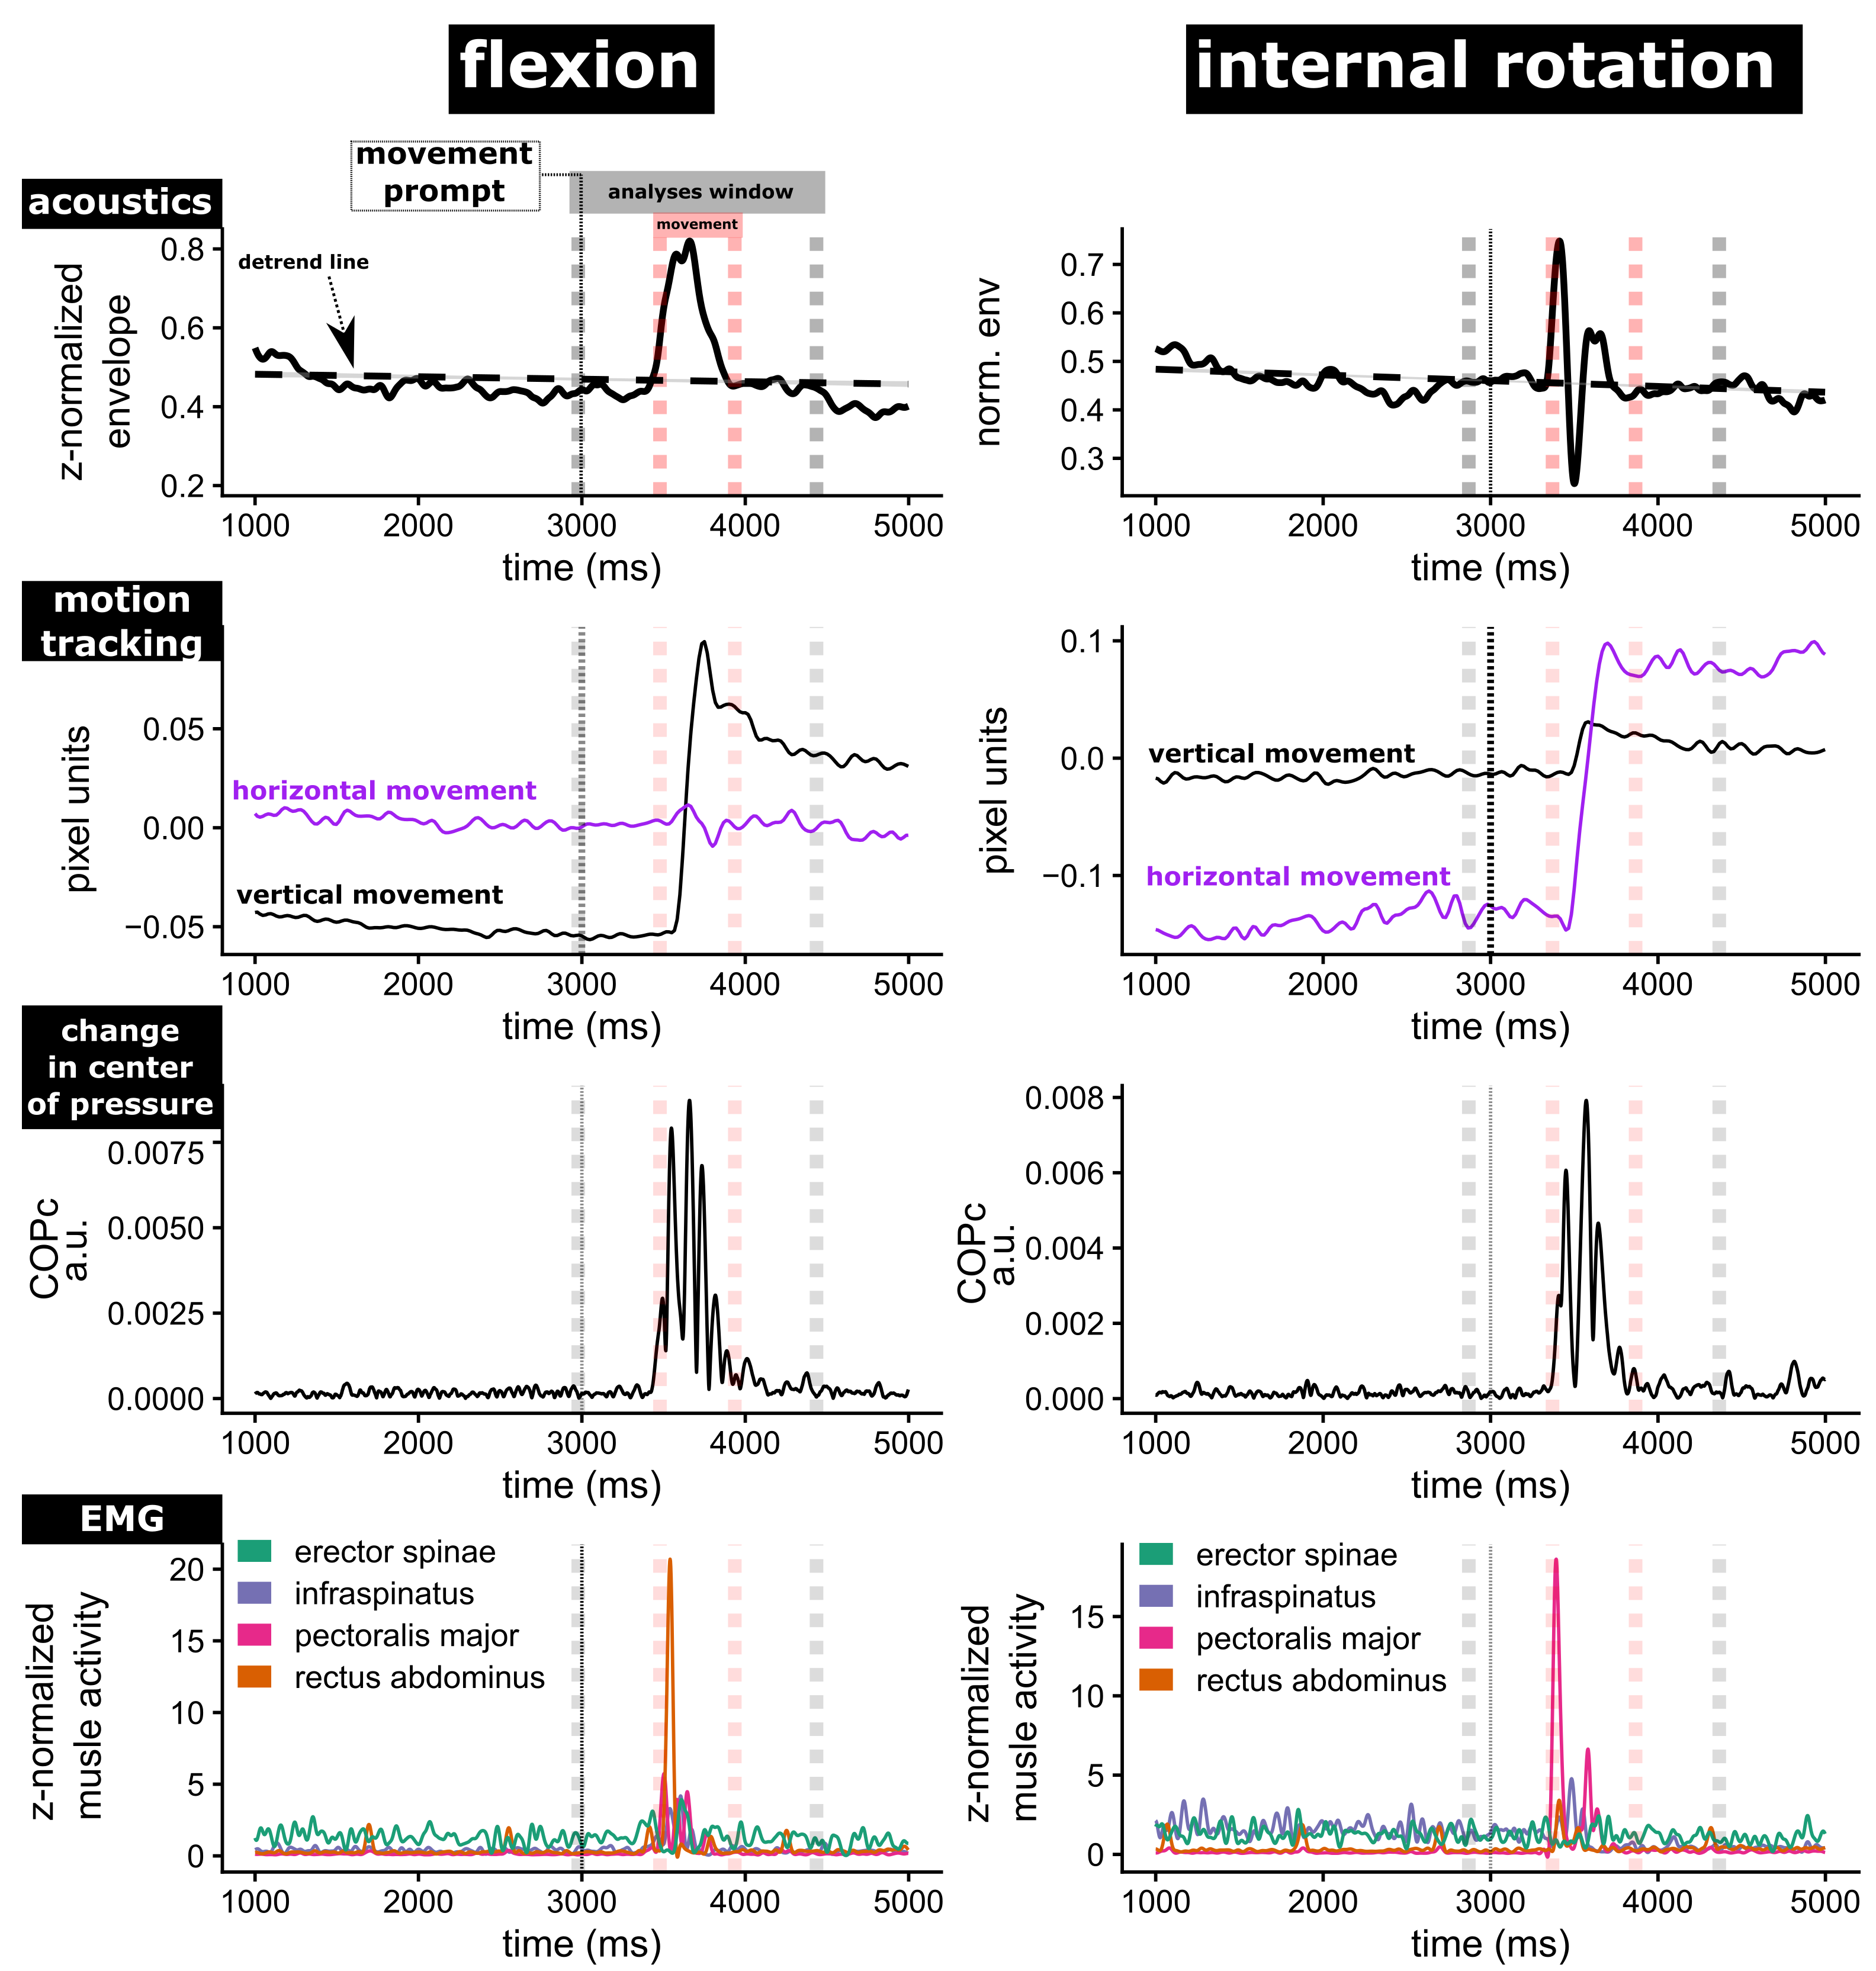 flexion
internal rotation
movement
prompt
analyses window
movement
acoustics
detrend line
z-normalized
envelope
0.8
0.6
0.4
0.2
1000 2000 3000 4000 5000
time (ms)
norm. env
0.7
0.6
0.5
0.4
0.3
1000 2000 3000 4000 5000
time (ms)
motion
tracking
pixel units
0.05
0.00
−0.05
horizontal movement
vertical movement
1000 2000 3000 4000 5000
time (ms)
pixel units
0.1
0.0
−0.1
vertical movement
horizontal movement
1000 2000 3000 4000 5000
time (ms)
change
in center
of pressure
COPc
a.u.
0.0075
0.0050
0.0025
0.0000
1000 2000 3000 4000 5000
time (ms)
COPc
a.u.
0.008
0.006
0.004
0.002
0.000
1000 2000 3000 4000 5000
time (ms)
EMG
z-normalized
musle activity
20
15
10
5
0
erector spinae
infraspinatus
pectoralis major
rectus abdominus
1000 2000 3000 4000 5000
time (ms)
z-normalized
musle activity
15
10
5
0
erector spinae
infraspinatus
pectoralis major
rectus abdominus
1000 2000 3000 4000 5000
time (ms)